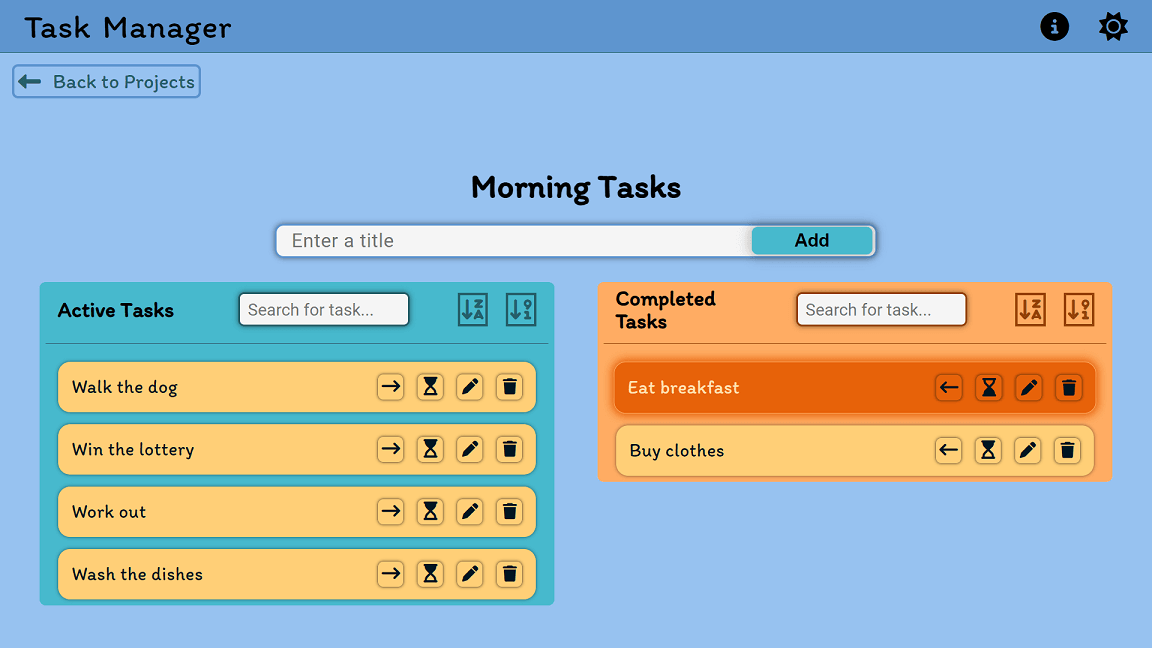 Task Manager
Back to Projects
Morning Tasks
Enter a title
Add
Active Tasks
Search for task...
Walk the dog
Win the lottery
Work out
Wash the dishes
Completed
Tasks
Search for task...
Eat breakfast
Buy clothes